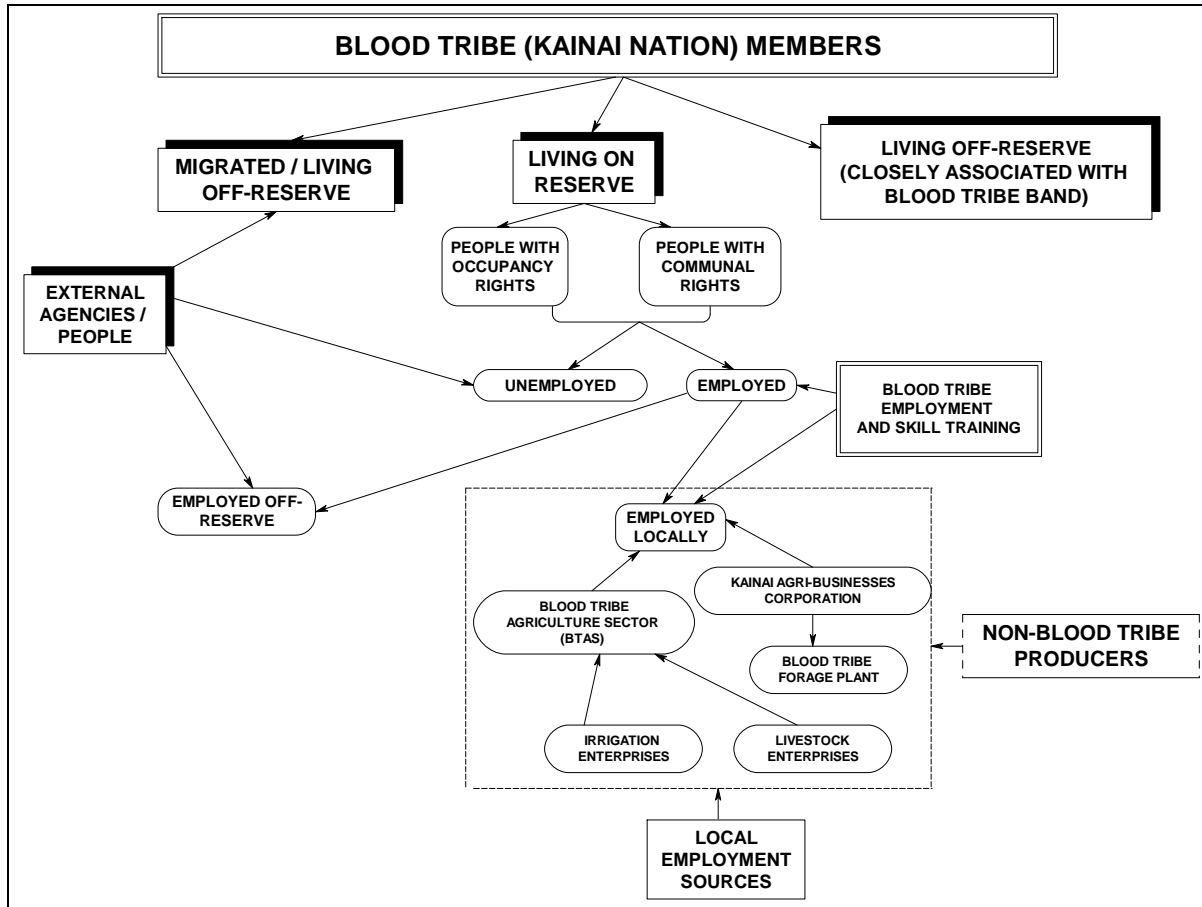 BLOOD TRIBE (KAINAI NATION) MEMBERS
MIGRATED / LIVING
OFF-RESERVE
LIVING ON
RESERVE
LIVING OFF-RESERVE
(CLOSELY ASSOCIATED WITH
BLOOD TRIBE BAND)
PEOPLE WITH
OCCUPANCY
RIGHTS
PEOPLE WITH
COMMUNAL
RIGHTS
EXTERNAL
AGENCIES /
PEOPLE
UNEMPLOYED
EMPLOYED
BLOOD TRIBE
EMPLOYMENT
AND SKILL TRAINING
EMPLOYED OFF-
RESERVE
EMPLOYED
LOCALLY
KAINAI AGRI-BUSINESSES
CORPORATION
BLOOD TRIBE
AGRICULTURE SECTOR
(BTAS)
BLOOD TRIBE
FORAGE PLANT
NON-BLOOD TRIBE
PRODUCERS
IRRIGATION
ENTERPRISES
LIVESTOCK
ENTERPRISES
LOCAL
EMPLOYMENT
SOURCES